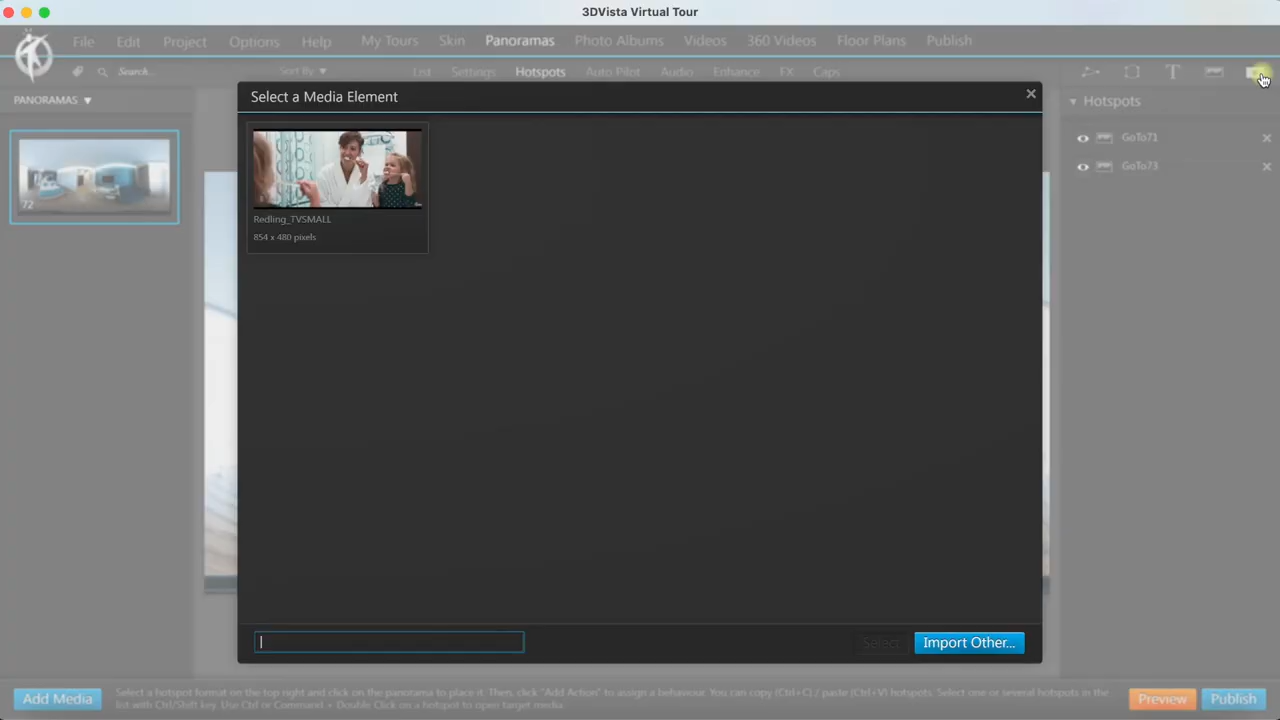 3DVista Virtual Tour
File Edit Project Options Help My Tours Skin Panoramas Photo Albums Videos 360 Videos Floor Plans Publish
Search... Sort By ▼ List Settings Hotspots Auto Pilot Audio Enhance FX Caps T
PANORAMAS ▼
Select a Media Element
Hotspots
GoTo71
GoTo73
72
Redling_TVSMALL
854 x 480 pixels
Select Import Other...
Add Media
Select a hotspot format on the top right and click on the panorama to place it. Then, click "Add Action" to assign a behaviour. You can copy (Ctrl+C) / paste (Ctrl+V) hotspots. Select one or several hotspots in the
list with Ctrl/Shift key. Use Ctrl or Command + Double Click on a hotspot to open target media.
Preview Publish